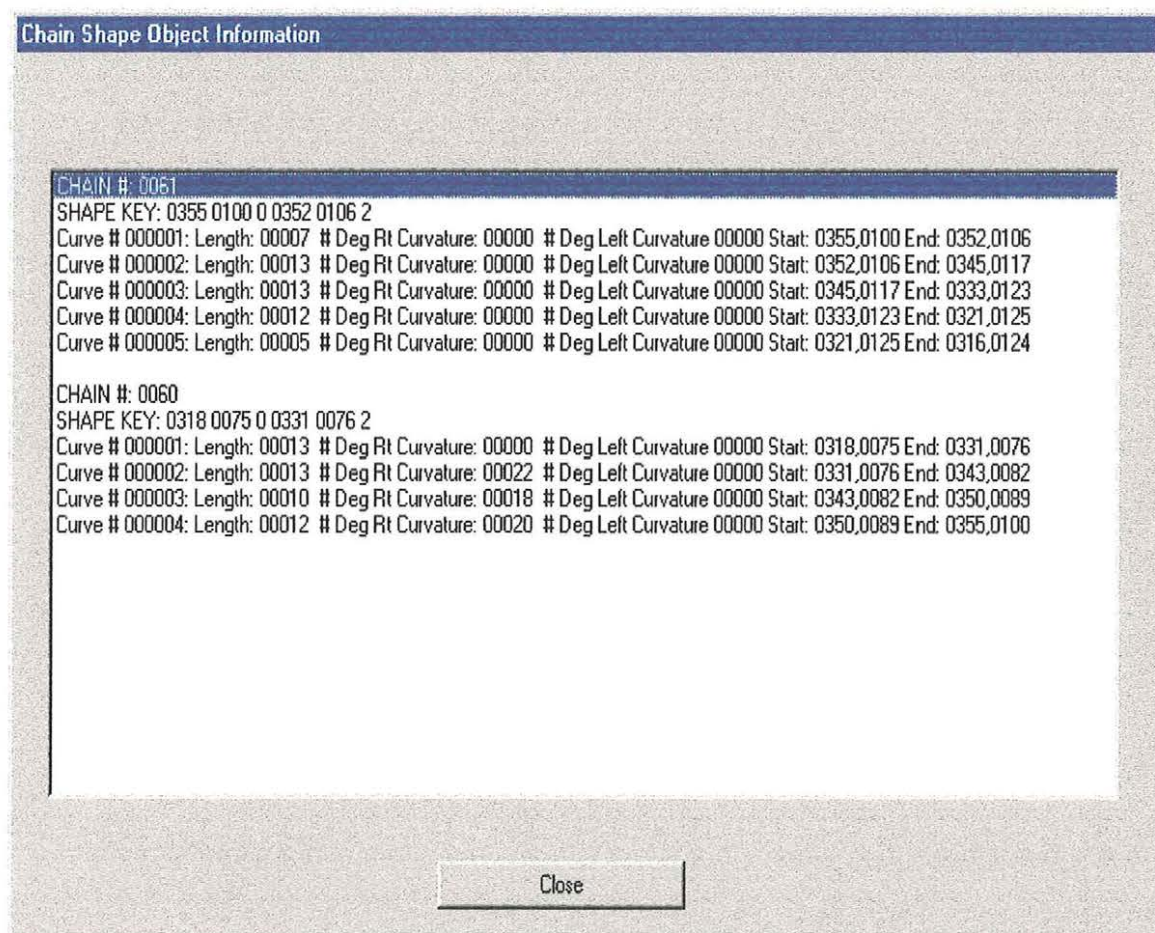 Chain Shape Object Information
CHAIN #: 0061
SHAPE KEY: 0355 0100 0 0352 0106 2
Curve # 000001: Length: 00007 # Deg Rt Curvature: 00000 # Deg Left Curvature 00000 Start: 0355,0100 End: 0352,0106
Curve # 000002: Length: 00013 # Deg Rt Curvature: 00000 # Deg Left Curvature 00000 Start: 0352,0106 End: 0345,0117
Curve # 000003: Length: 00013 # Deg Rt Curvature: 00000 # Deg Left Curvature 00000 Start: 0345,0117 End: 0333,0123
Curve # 000004: Length: 00012 # Deg Rt Curvature: 00000 # Deg Left Curvature 00000 Start: 0333,0123 End: 0321,0125
Curve # 000005: Length: 00005 # Deg Rt Curvature: 00000 # Deg Left Curvature 00000 Start: 0321,0125 End: 0316,0124
CHAIN #: 0060
SHAPE KEY: 0318 0075 0 0331 0076 2
Curve # 000001: Length: 00013 # Deg Rt Curvature: 00000 # Deg Left Curvature 00000 Start: 0318,0075 End: 0331,0076
Curve # 000002: Length: 00013 # Deg Rt Curvature: 00022 # Deg Left Curvature 00000 Start: 0331,0076 End: 0343,0082
Curve # 000003: Length: 00010 # Deg Rt Curvature: 00018 # Deg Left Curvature 00000 Start: 0343,0082 End: 0350,0089
Curve # 000004: Length: 00012 # Deg Rt Curvature: 00020 # Deg Left Curvature 00000 Start: 0350,0089 End: 0355,0100
Close